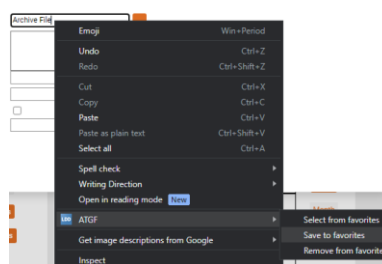 Archive File
Emoji Win+Period
Undo Ctrl+Z
Redo Ctrl+Shift+Z
Cut Ctrl+X
Copy Ctrl+C
Paste Ctrl+V
Paste as plain text Ctrl+Shift+V
Select all Ctrl+A
Spell check
Writing Direction
Open in reading mode New
ATGF
Select from favorites
Get image descriptions from Google
Save to favorites
Inspect
Remove from favorite